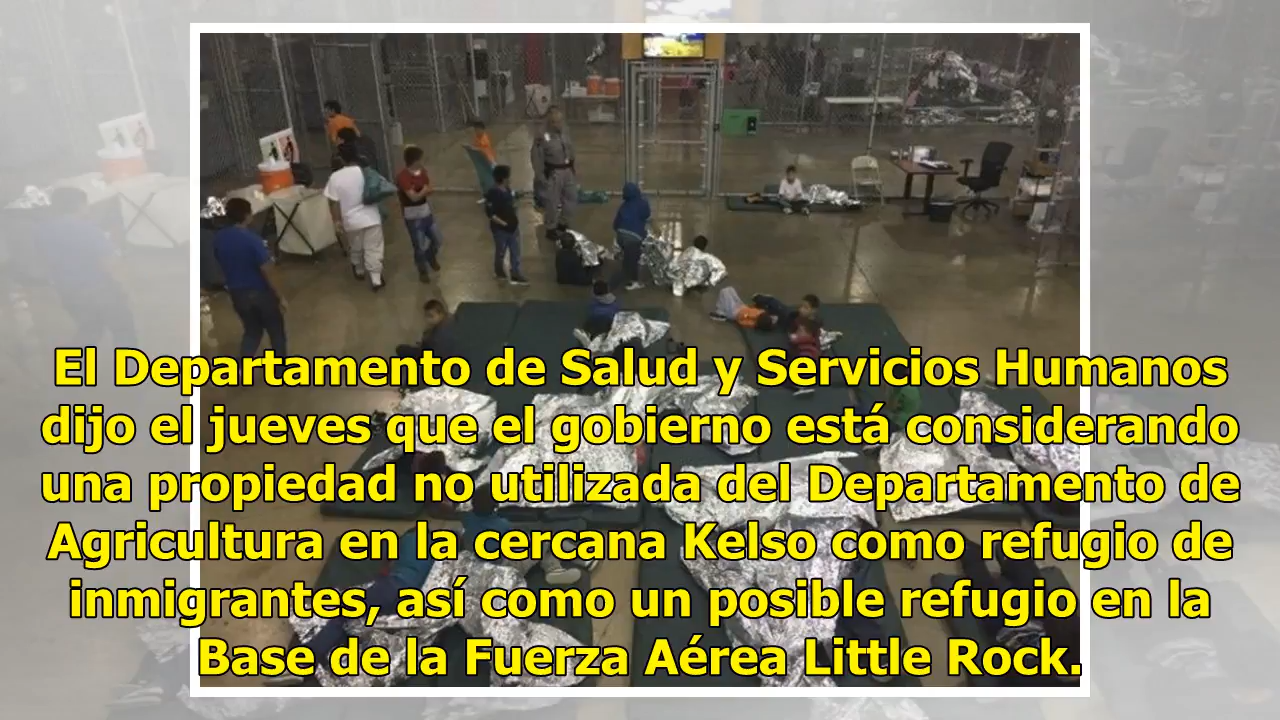 El Departamento de Salud y Servicios Humanos
dijo el jueves que el gobierno está considerando
una propiedad no utilizada del Departamento de
Agricultura en la cercana Kelso como refugio de
inmigrantes, así como un posible refugio en la
Base de la Fuerza Aérea Little Rock.